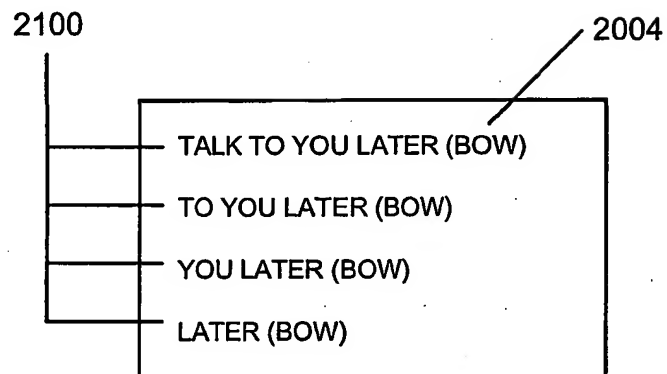 2100
2004
TALK TO YOU LATER (BOW)
TO YOU LATER (BOW)
YOU LATER (BOW)
LATER (BOW)